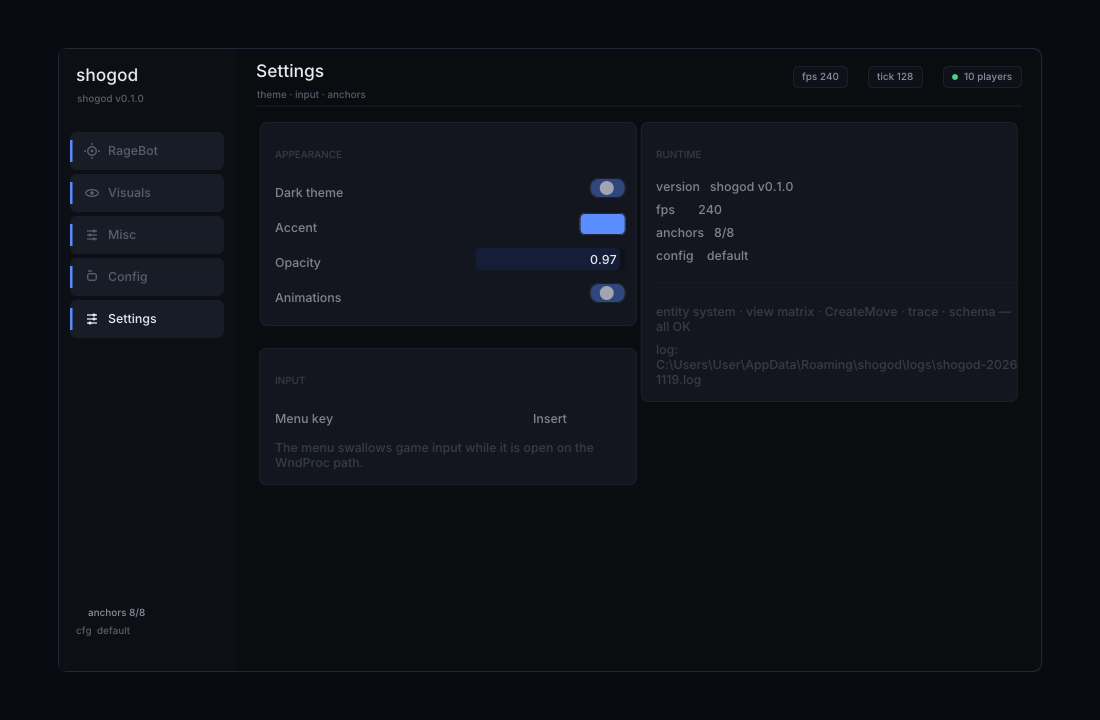 shogod
shogod v0.1.0
RageBot
Visuals
Misc
Config
Settings
anchors 8/8
cfg default
Settings
theme · input · anchors
fps 240
tick 128
10 players
APPEARANCE
Dark theme
Accent
Opacity 0.97
Animations
INPUT
Menu key Insert
The menu swallows game input while it is open on the
WndProc path.
RUNTIME
version shogod v0.1.0
fps 240
anchors 8/8
config default
entity system · view matrix · CreateMove · trace · schema —
all OK
log:
C:\Users\User\AppData\Roaming\shogod\logs\shogod-2026
1119.log